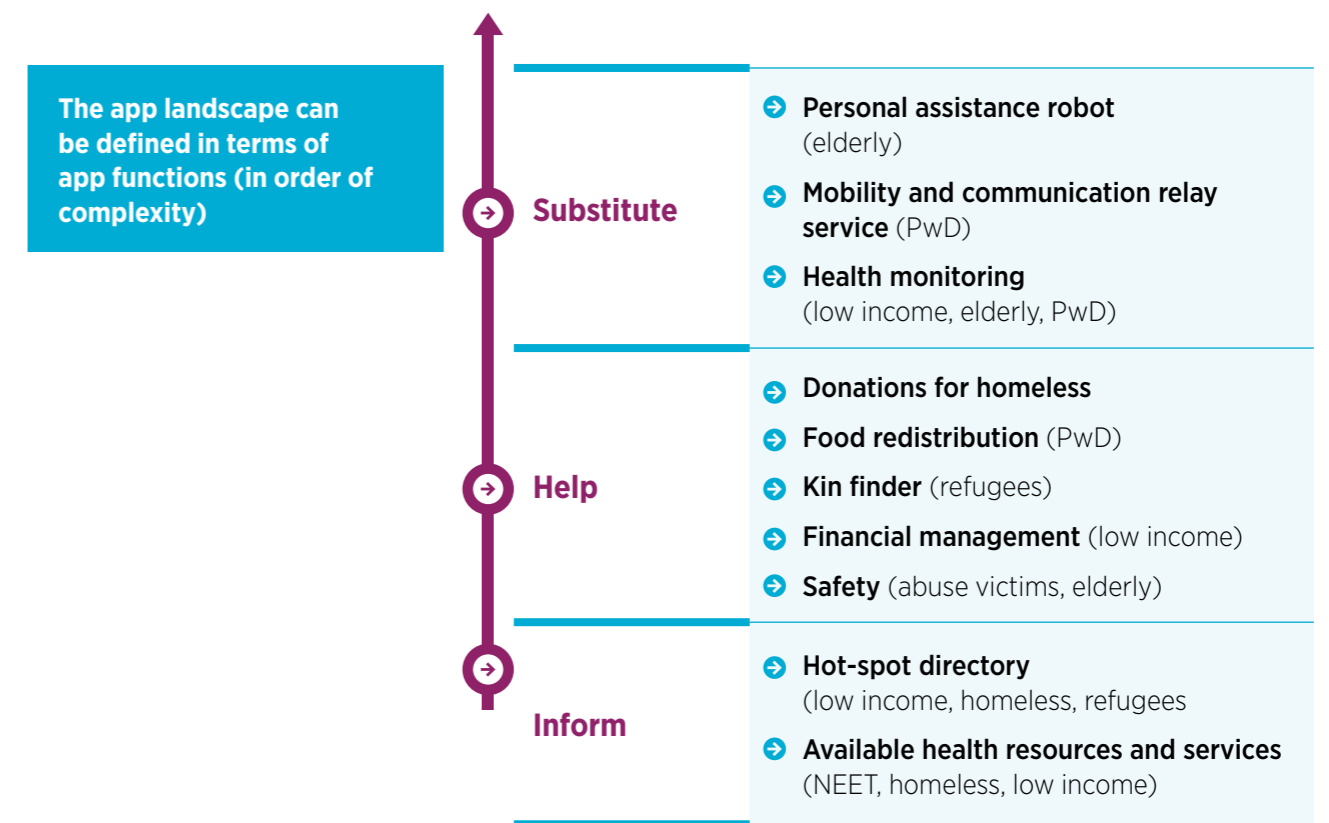 The app landscape can
be defined in terms of
app functions (in order of
complexity)
Substitute
Personal assistance robot
(elderly)
Mobility and communication relay
service (PwD)
Health monitoring
(low income, elderly, PwD)
Help
Donations for homeless
Food redistribution (PwD)
Kin finder (refugees)
Financial management (low income)
Safety (abuse victims, elderly)
Inform
Hot-spot directory
(low income, homeless, refugees
Available health resources and services
(NEET, homeless, low income)